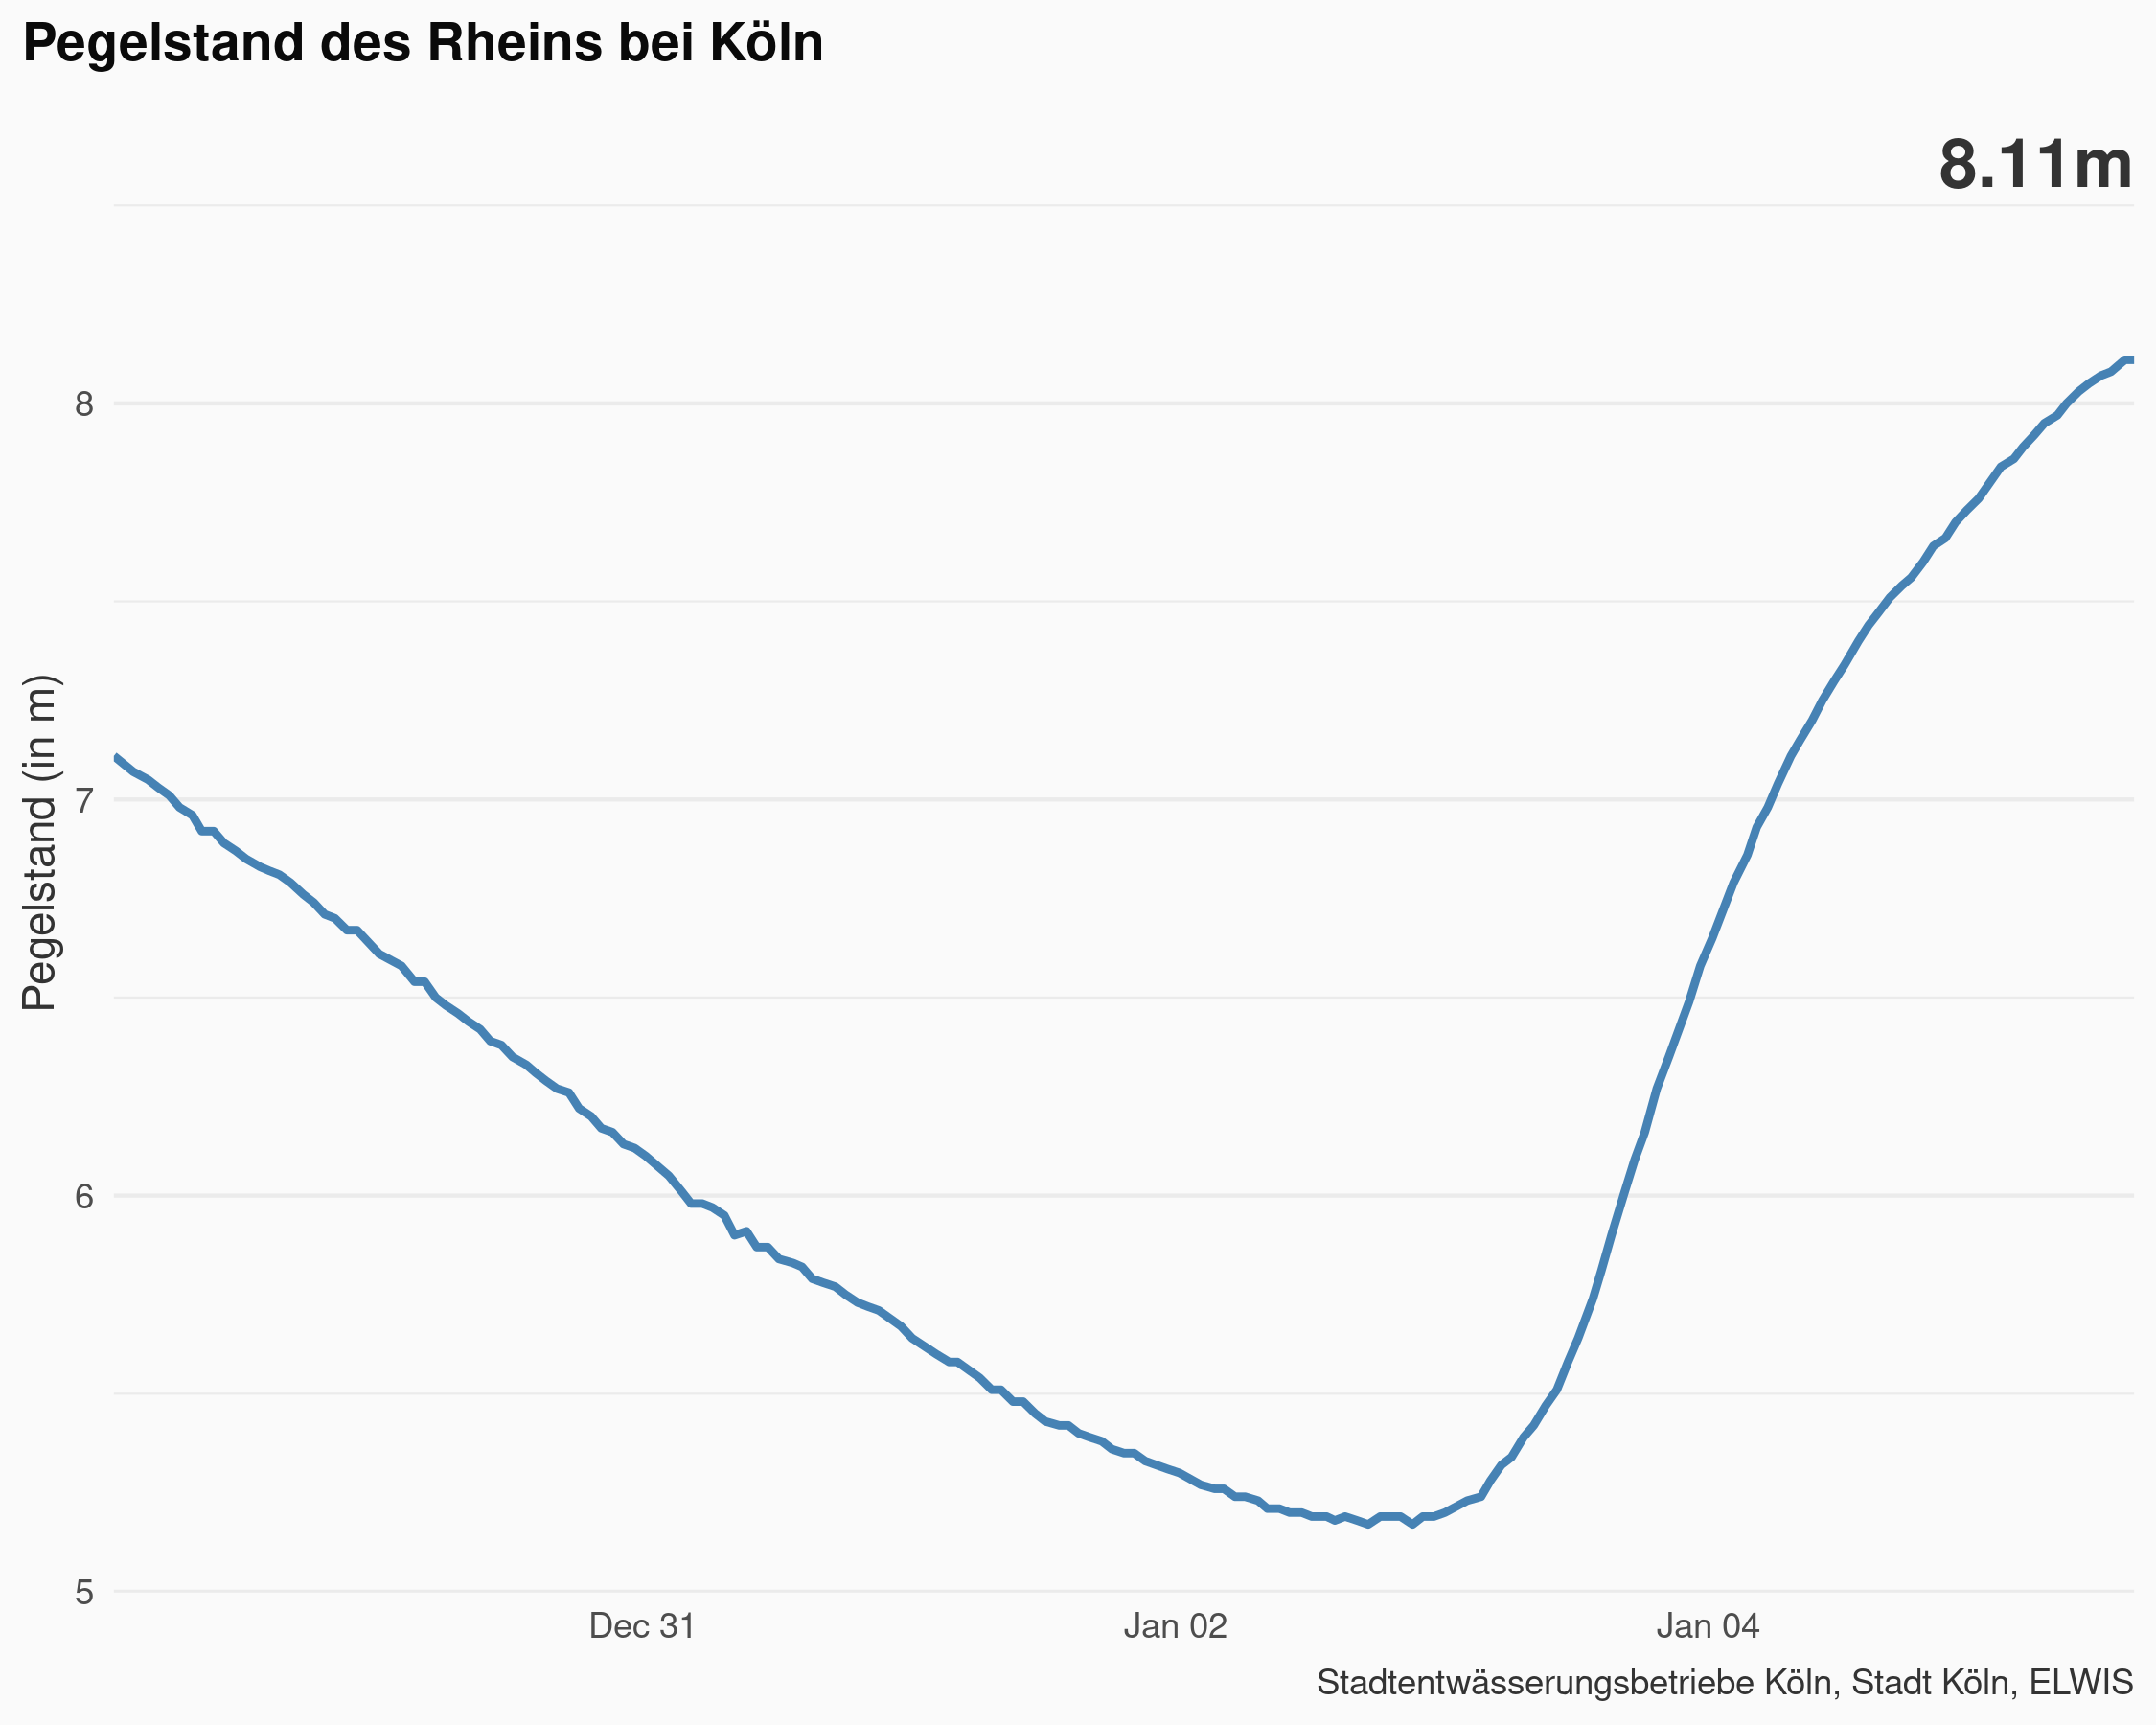 Pegelstand des Rheins bei Köln
8.11m
Pegelstand (in m)
8
7
6
5
Dec 31
Jan 02
Jan 04
Stadtentwässerungsbetriebe Köln, Stadt Köln, ELWIS